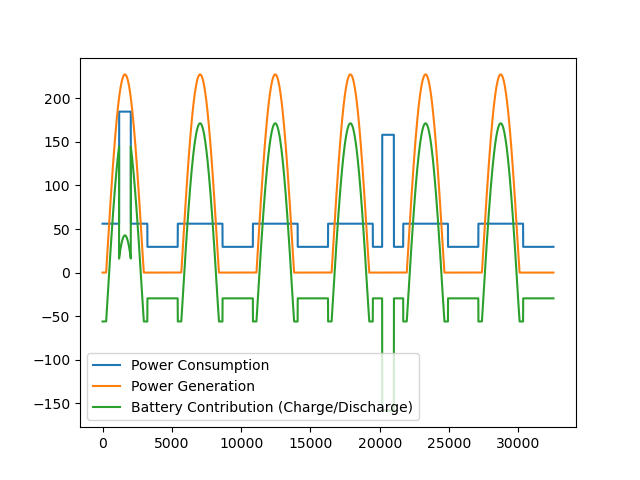 200
150
100
50
0
−50
−100
−150
Power Consumption
Power Generation
Battery Contribution (Charge/Discharge)
0 5000 10000 15000 20000 25000 30000